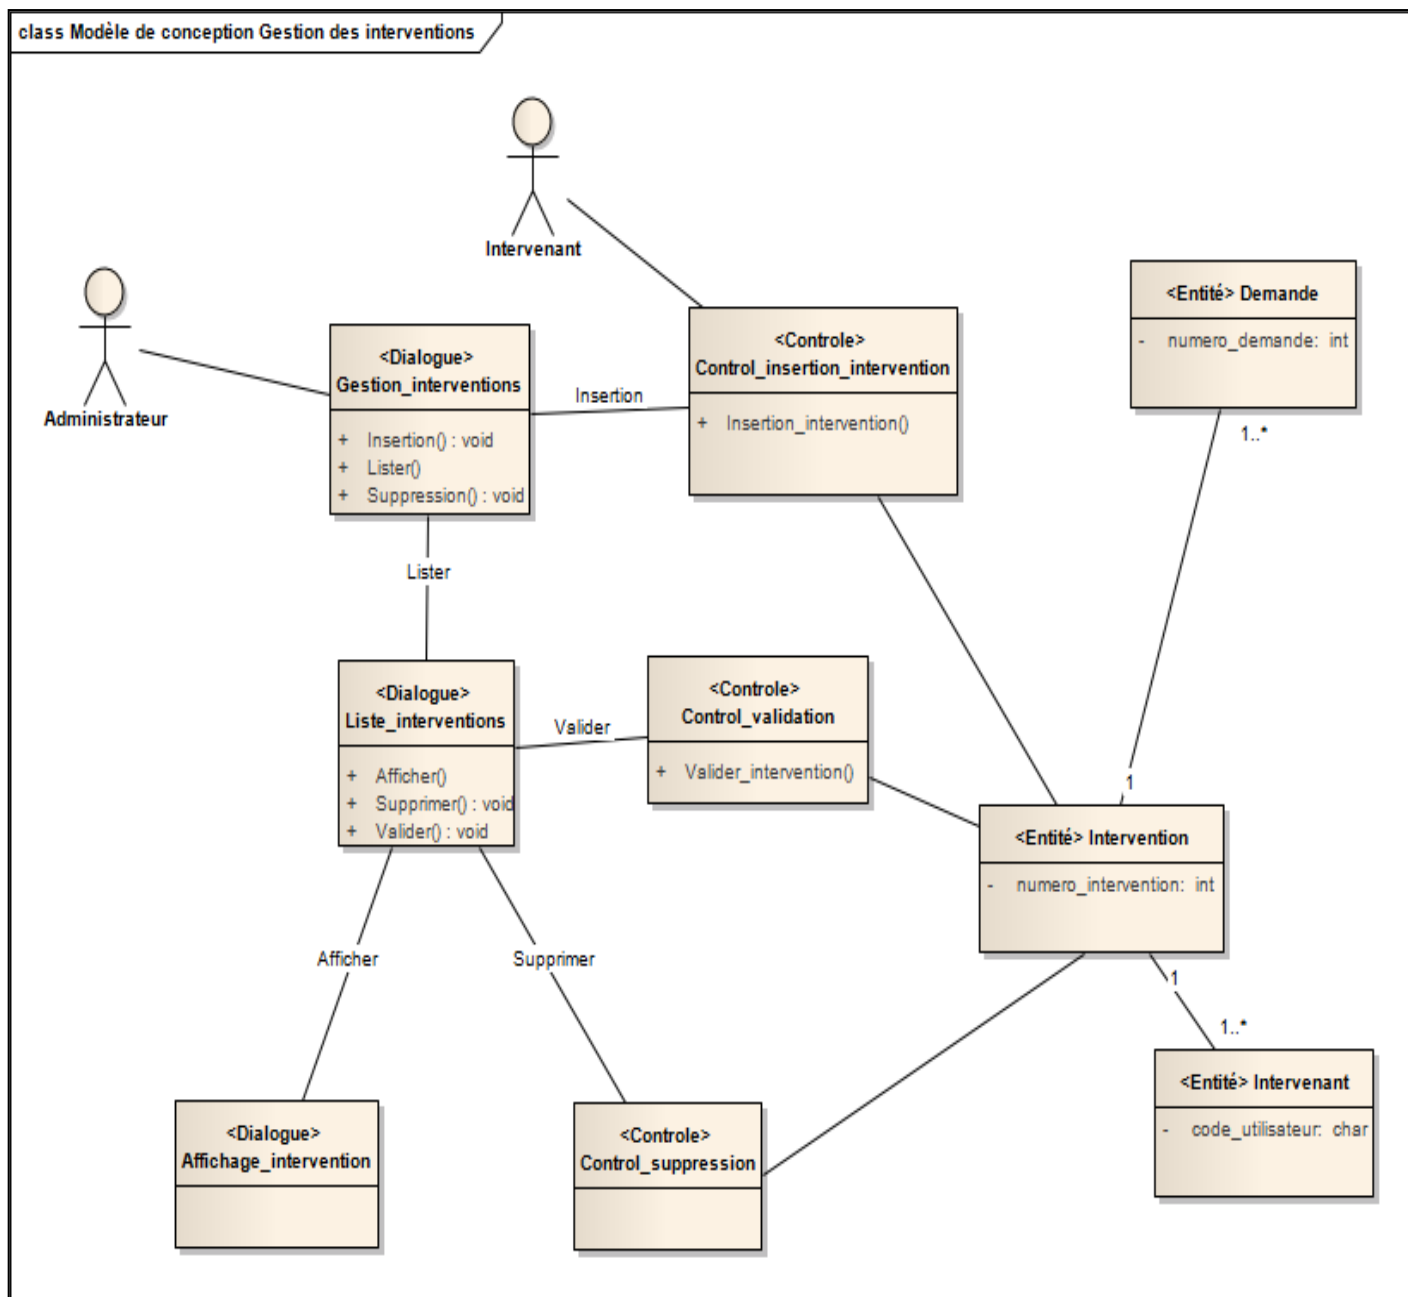 class Modèle de conception Gestion des interventions
Intervenant
Administrateur
<Dialogue>
Gestion_interventions
+ Insertion() : void
+ Lister()
+ Suppression() : void
Insertion
<Controle>
Control_insertion_intervention
+ Insertion_intervention()
<Entité> Demande
- numero_demande: int
1..*
Lister
<Dialogue>
Liste_interventions
+ Afficher()
+ Supprimer() : void
+ Valider() : void
Valider
<Controle>
Control_validation
+ Valider_intervention()
1
<Entité> Intervention
- numero_intervention: int
Afficher
Supprimer
1
1..*
<Entité> Intervenant
- code_utilisateur: char
<Dialogue>
Affichage_intervention
<Controle>
Control_suppression